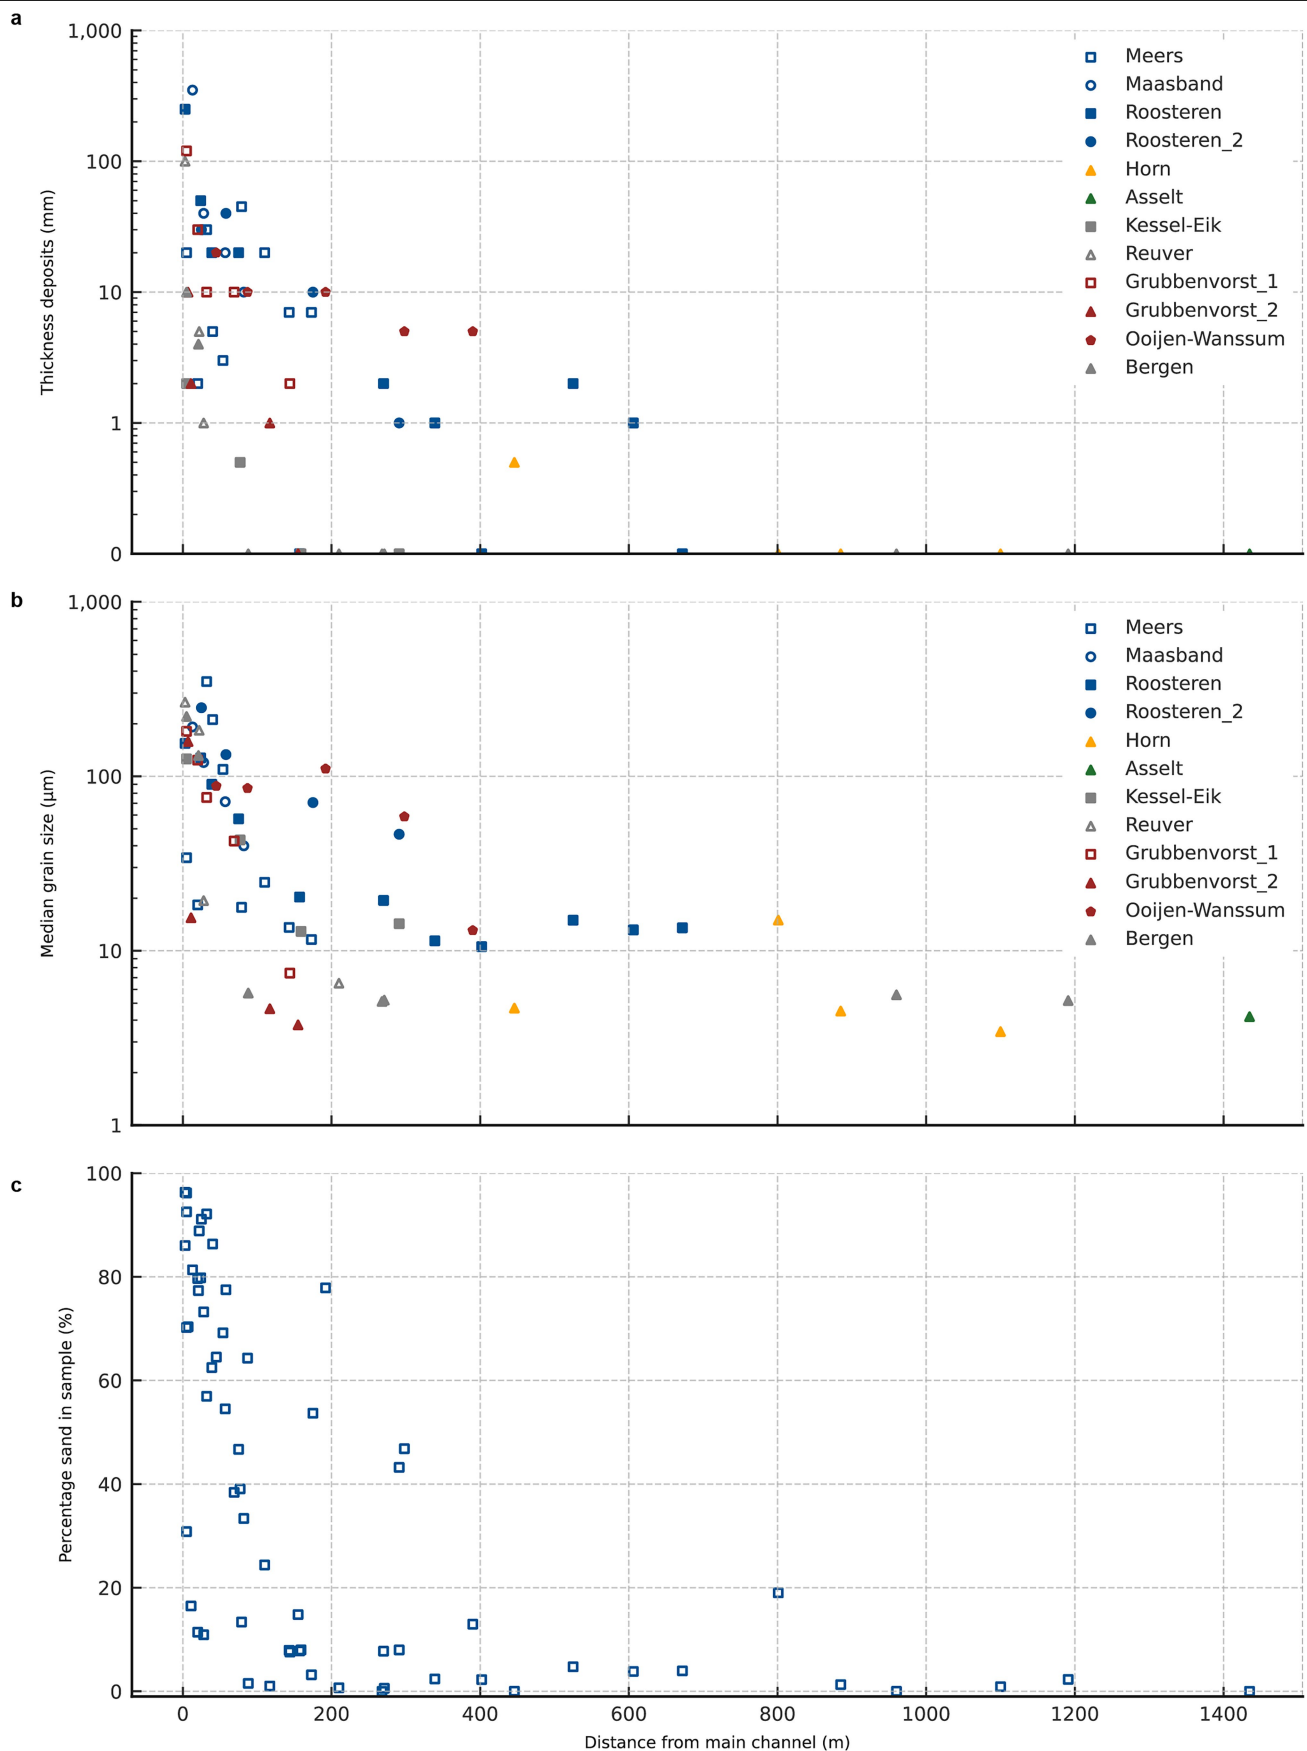 a
1,000
100
10
1
0
Thickness deposits (mm)
Meers
Maasband
Roosteren
Roosteren_2
Horn
Asselt
Kessel-Eik
Reuver
Grubbenvorst_1
Grubbenvorst_2
Ooijen-Wanssum
Bergen
b
1,000
100
10
1
Median grain size (μm)
Meers
Maasband
Roosteren
Roosteren_2
Horn
Asselt
Kessel-Eik
Reuver
Grubbenvorst_1
Grubbenvorst_2
Ooijen-Wanssum
Bergen
c
100
80
60
40
20
0
Percentage sand in sample (%)
0 200 400 600 800 1000 1200 1400
Distance from main channel (m)